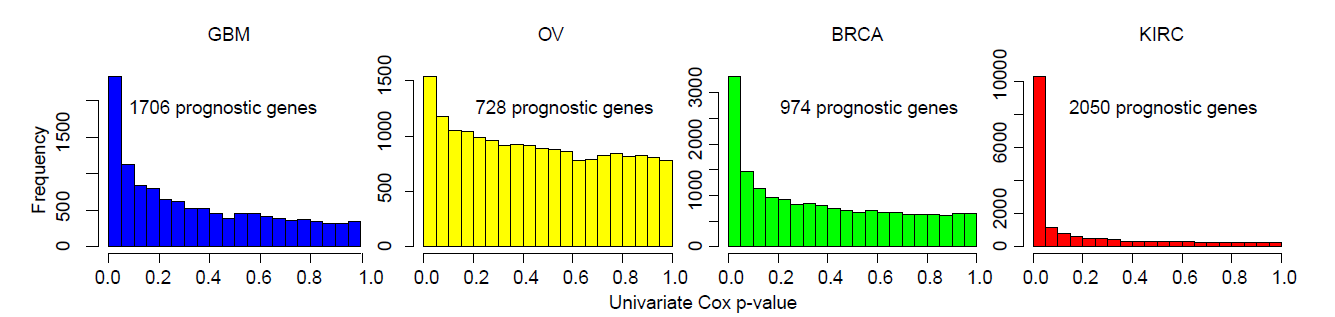 GBM
OV
BRCA
KIRC
1706 prognostic genes
728 prognostic genes
974 prognostic genes
2050 prognostic genes
Frequency
0 500 1500
0 500 1000 1500
0 1000 2000 3000
0 2000 6000 10000
0.0 0.2 0.4 0.6 0.8 1.0
0.0 0.2 0.4 0.6 0.8 1.0
0.0 0.2 0.4 0.6 0.8 1.0
0.0 0.2 0.4 0.6 0.8 1.0
Univariate Cox p-value